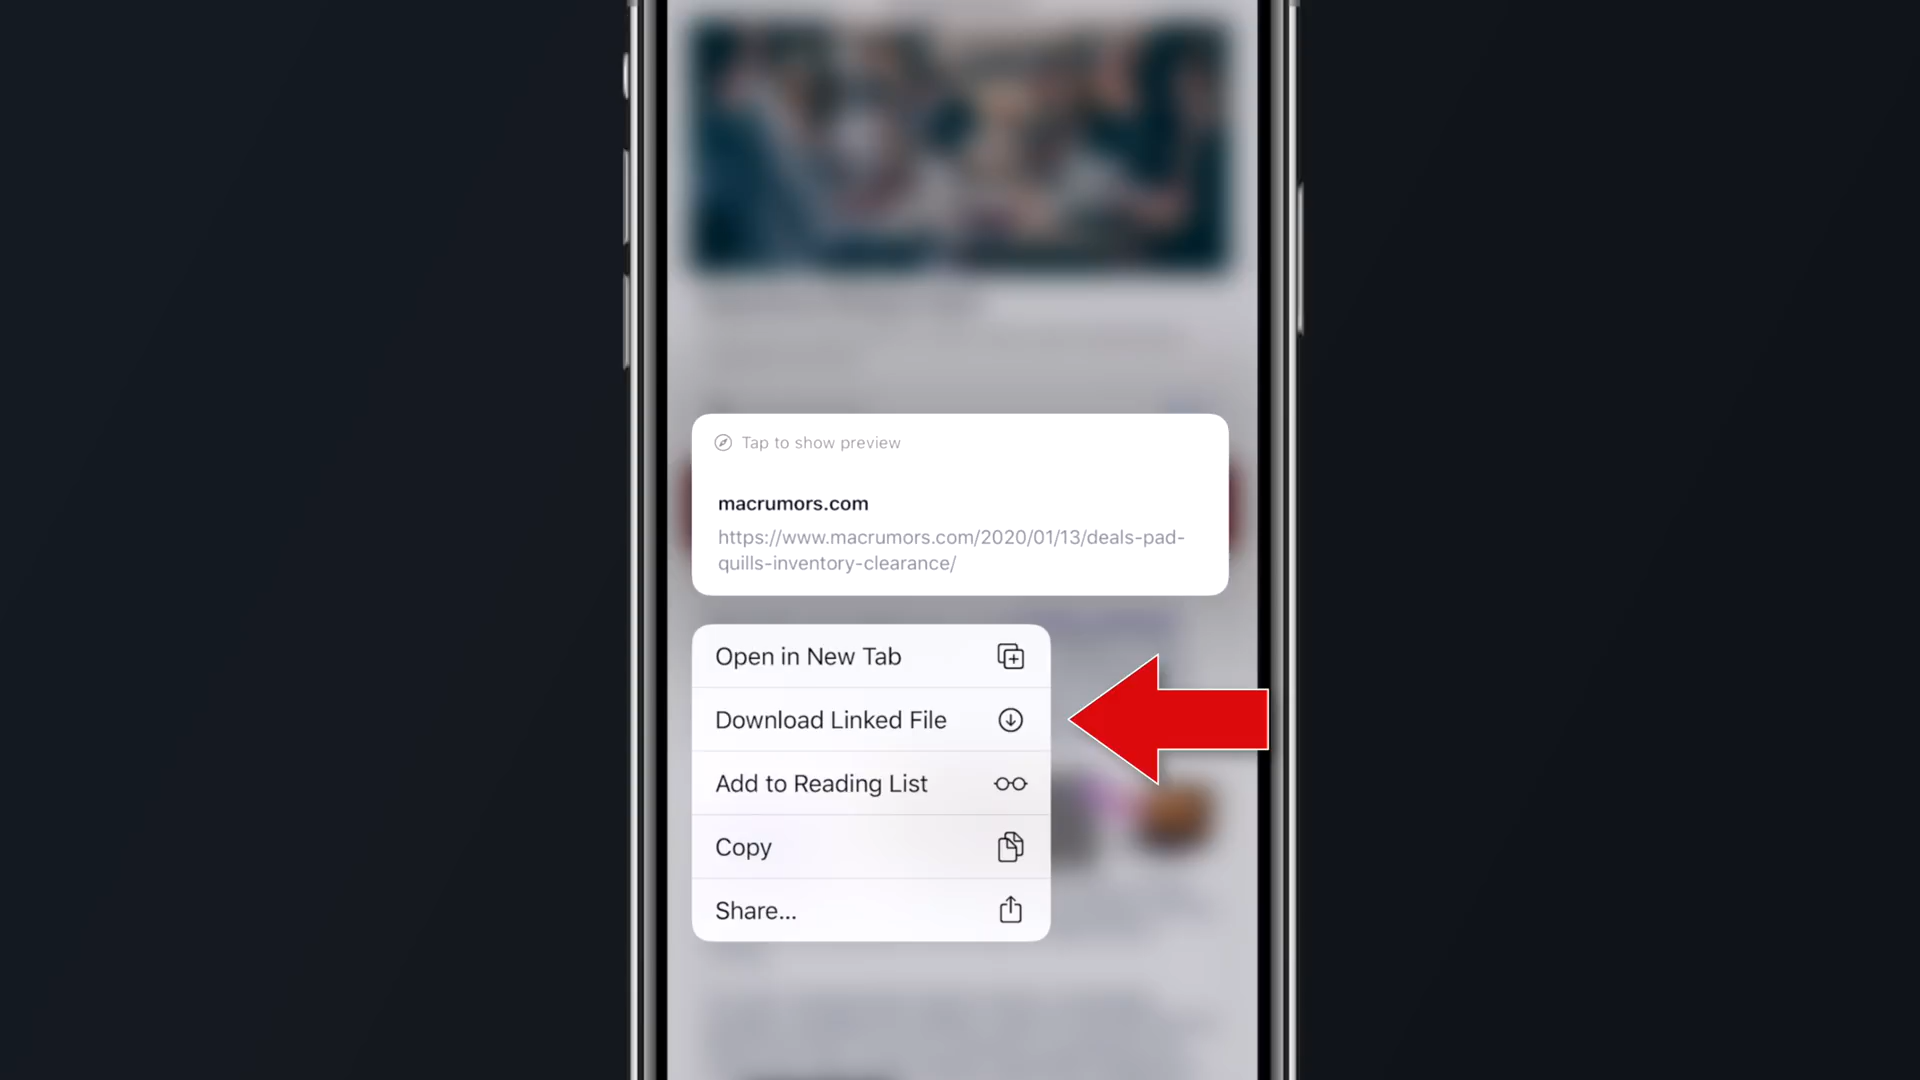 Tap to show preview
macrumors.com
https://www.macrumors.com/2020/01/13/deals-pad-
quills-inventory-clearance/
Open in New Tab
Download Linked File
Add to Reading List
Copy
Share...